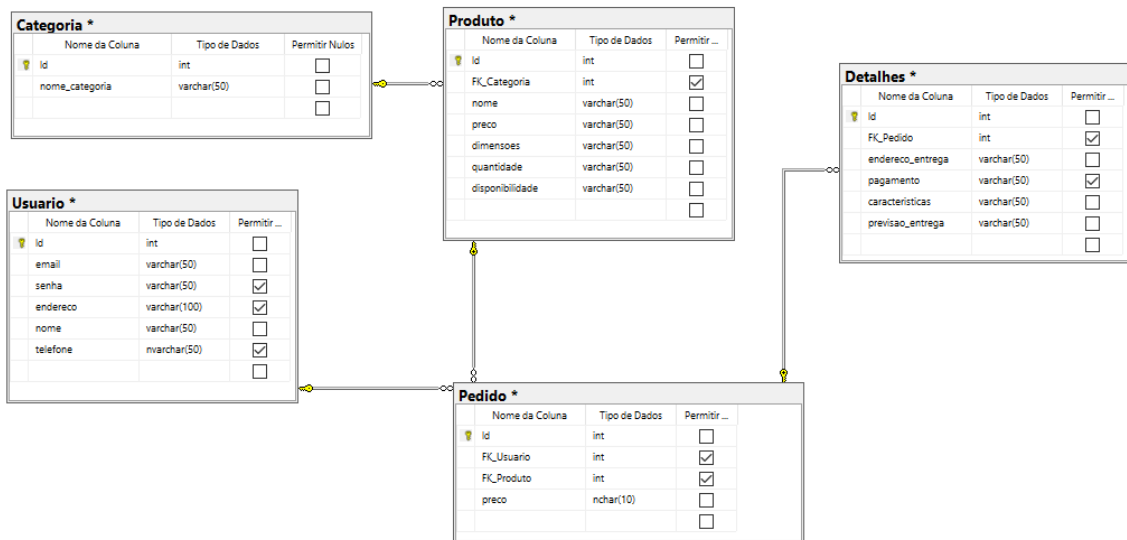 Categoria *
Nome da Coluna Tipo de Dados Permitir Nulos
Id int
nome_categoria varchar(50)
Produto *
Nome da Coluna Tipo de Dados Permitir ...
Id int
FK_Categoria int
nome varchar(50)
preco varchar(50)
dimensoes varchar(50)
quantidade varchar(50)
disponibilidade varchar(50)
Detalhes *
Nome da Coluna Tipo de Dados Permitir ...
Id int
FK_Pedido int
endereco_entrega varchar(50)
pagamento varchar(50)
caracteristicas varchar(50)
previsao_entrega varchar(50)
Usuario *
Nome da Coluna Tipo de Dados Permitir ...
Id int
email varchar(50)
senha varchar(50)
endereco varchar(100)
nome varchar(50)
telefone nvarchar(50)
Pedido *
Nome da Coluna Tipo de Dados Permitir ...
Id int
FK_Usuario int
FK_Produto int
preco nchar(10)